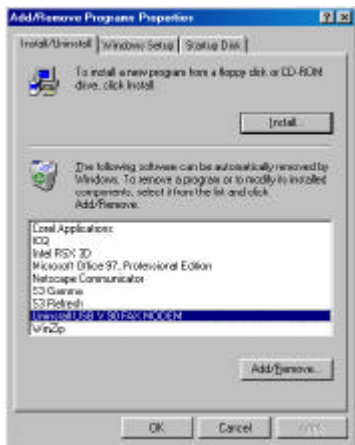 Add/Remove Programs Properties
Install/Uninstall
Windows Setup
Startup Disk
To install a new program from a floppy disk or CD-ROM
drive, click Install.
Install...
The following software can be automatically removed by
Windows. To remove a program or to modify its installed
components, select it from the list and click
Add/Remove.
Corel Applications
ICQ
Intel RSX 3D
Microsoft Office 97, Professional Edition
Netscape Communicator
S3 Gamma
S3 Refresh
Uninstall USB V.90 FAX MODEM
WinZip
Add/Remove...
OK
Cancel